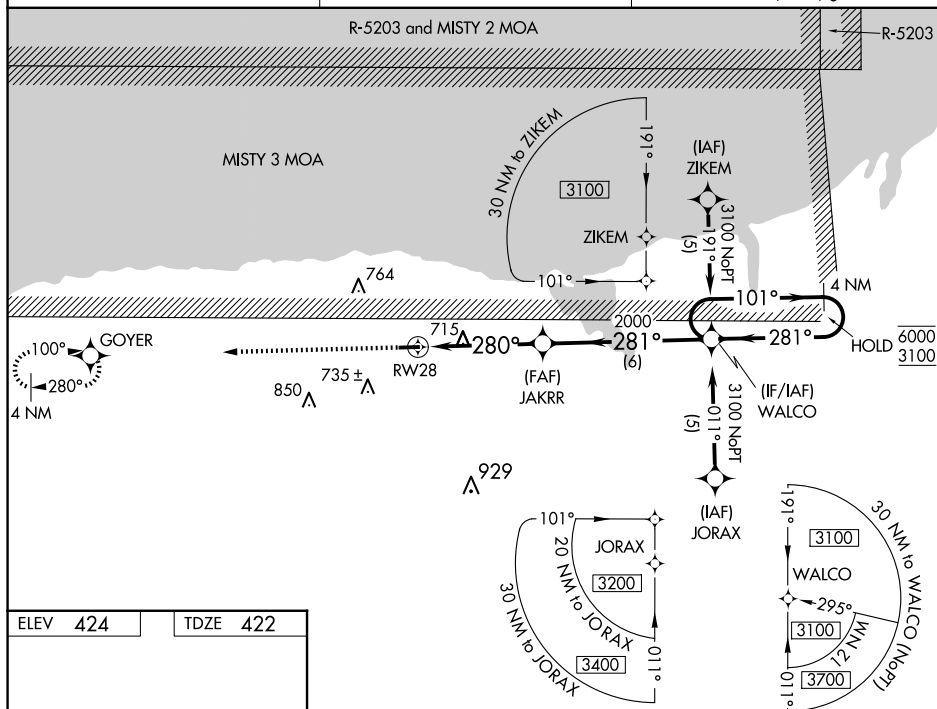 R-5203 and MISTY 2 MOA
R-5203
MISTY 3 MOA
30 NM to ZIKEM
3100
191°
ZIKEM
101°
(IAF)
ZIKEM
3100 NoPT
191°
(5)
4 NM
101°
764
2000
715
280°
281°
(6)
281°
HOLD
6000
3100
100°
GOYER
280°
4 NM
RW28
(FAF)
JAKRR
(IF/IAF)
WALCO
850
735 ±
3100 NoPT
011°
(5)
929
(IAF)
JORAX
101°
JORAX
20 NM to JORAX
3200
30 NM to JORAX
3400
011°
191°
3100
30 NM to WALCO (NoPT)
WALCO
295°
3100
12 NM
3700
011°
ELEV 424
TDZE 422